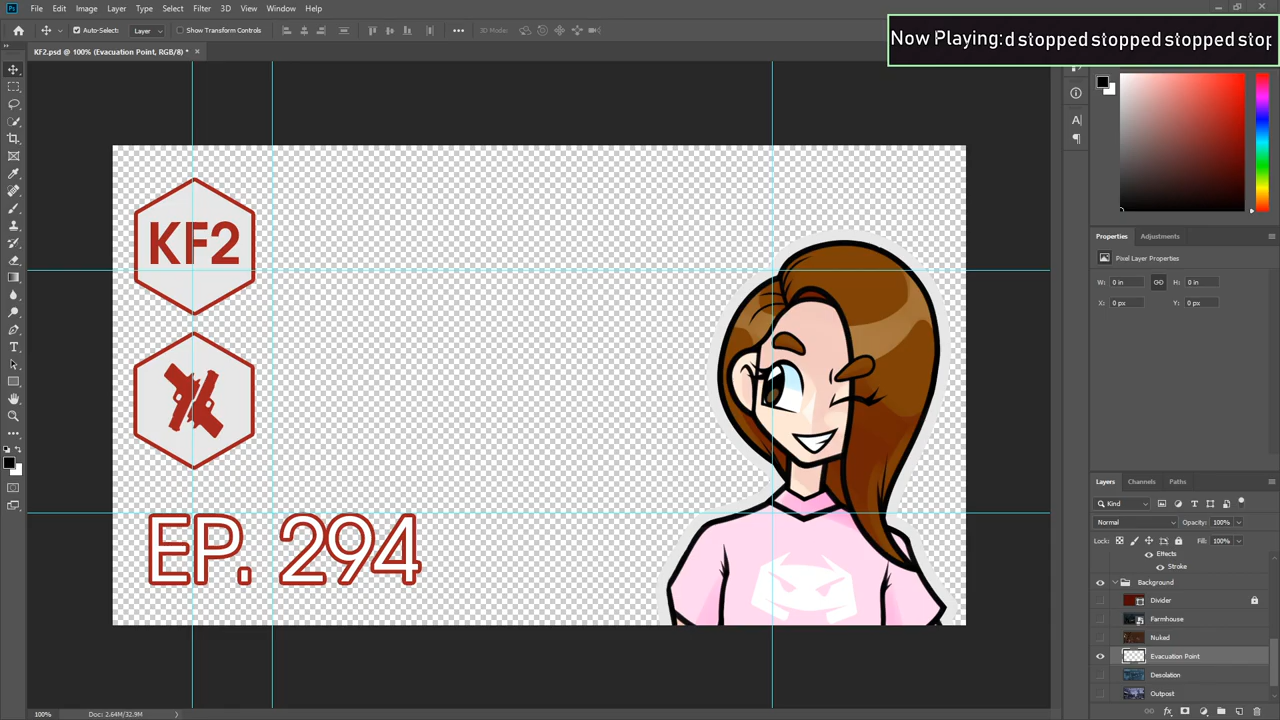 File Edit Image Layer Type Select Filter 3D View Window Help
Auto-Select: Layer Show Transform Controls 3D Mode:
Now Playing:d stopped stopped stopped stop
KF2.psd @ 100% (Evacuation Point, RGB/8) *
KF2
EP. 294
Properties Adjustments
Pixel Layer Properties
W: 0 in H: 0 in
X: 0 px Y: 0 px
Layers Channels Paths
Kind
Normal Opacity: 100%
Lock: Fill: 100%
Effects
Stroke
Background
Divider
Farmhouse
Nuked
Evacuation Point
Desolation
Outpost
100% Doc: 2.64M/32.9M